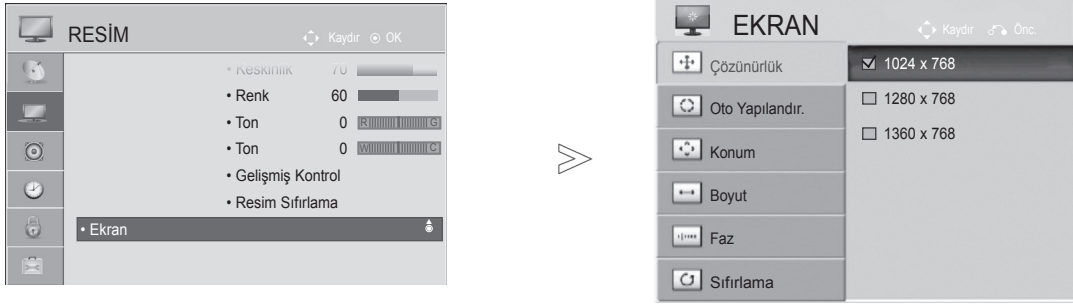 RESİM
Kaydır OK
• Keskinlik 70
• Renk 60
• Ton 0 R G
• Ton 0 W C
• Gelişmiş Kontrol
• Resim Sıfırlama
• Ekran
EKRAN
Kaydır Önc.
Çözünürlük
Oto Yapılandır.
Konum
Boyut
Faz
Sıfırlama
1024 x 768
1280 x 768
1360 x 768